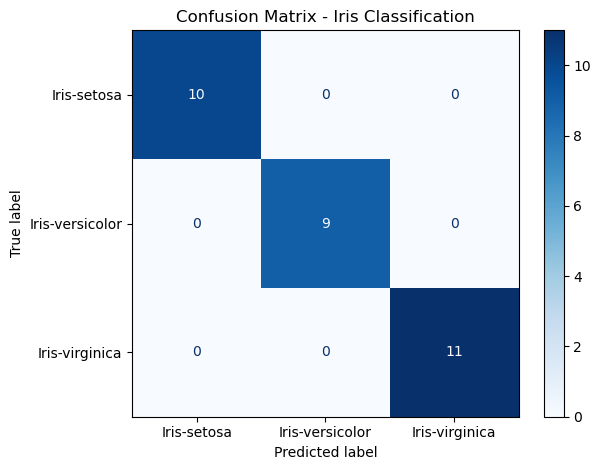 Confusion Matrix - Iris Classification
True label
Iris-setosa
10 0 0
Iris-versicolor
0 9 0
Iris-virginica
0 0 11
Iris-setosa Iris-versicolor Iris-virginica
Predicted label
10
8
6
4
2
0